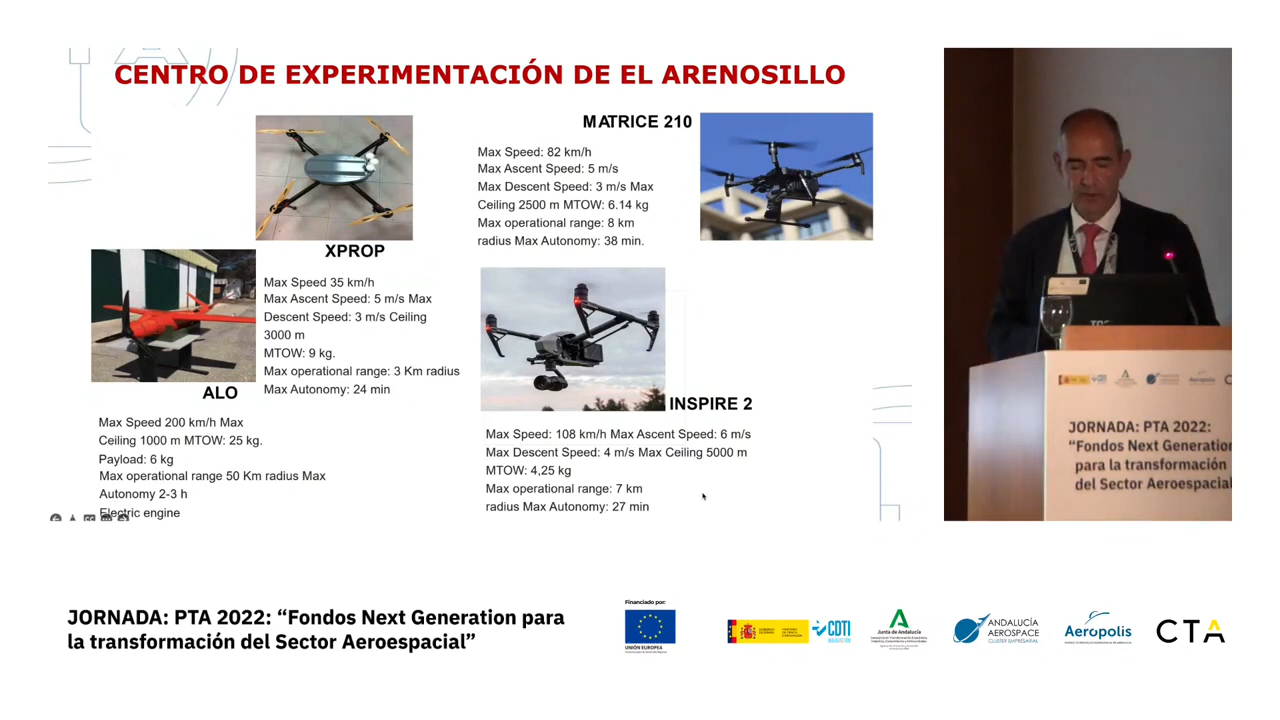 CENTRO DE EXPERIMENTACIÓN DE EL ARENOSILLO
XPROP
Max Speed 35 km/h
Max Ascent Speed: 5 m/s Max
Descent Speed: 3 m/s Ceiling
3000 m
MTOW: 9 kg.
Max operational range: 3 Km radius
Max Autonomy: 24 min
ALO
Max Speed 200 km/h Max
Ceiling 1000 m MTOW: 25 kg.
Payload: 6 kg
Max operational range 50 Km radius Max
Autonomy 2-3 h
Electric engine
MATRICE 210
Max Speed: 82 km/h
Max Ascent Speed: 5 m/s
Max Descent Speed: 3 m/s Max
Ceiling 2500 m MTOW: 6.14 kg
Max operational range: 8 km
radius Max Autonomy: 38 min.
INSPIRE 2
Max Speed: 108 km/h Max Ascent Speed: 6 m/s
Max Descent Speed: 4 m/s Max Ceiling 5000 m
MTOW: 4,25 kg
Max operational range: 7 km
radius Max Autonomy: 27 min
JORNADA: PTA 2022:
“Fondos Next Generation
para la transformación
del Sector Aeroespacial
JORNADA: PTA 2022: “Fondos Next Generation para
la transformación del Sector Aeroespacial”
Financiado por:
UNIÓN EUROPEA
CDTI
Junta de Andalucía
ANDALUCÍA
AEROSPACE
CLUSTER EMPRESARIAL
Aeropolis
CTA